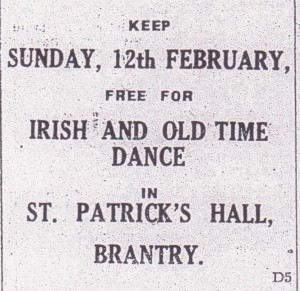 KEEP
SUNDAY, 12th FEBRUARY,
FREE FOR
IRISH AND OLD TIME
DANCE
IN
ST. PATRICK'S HALL,
BRANTRY.
D5